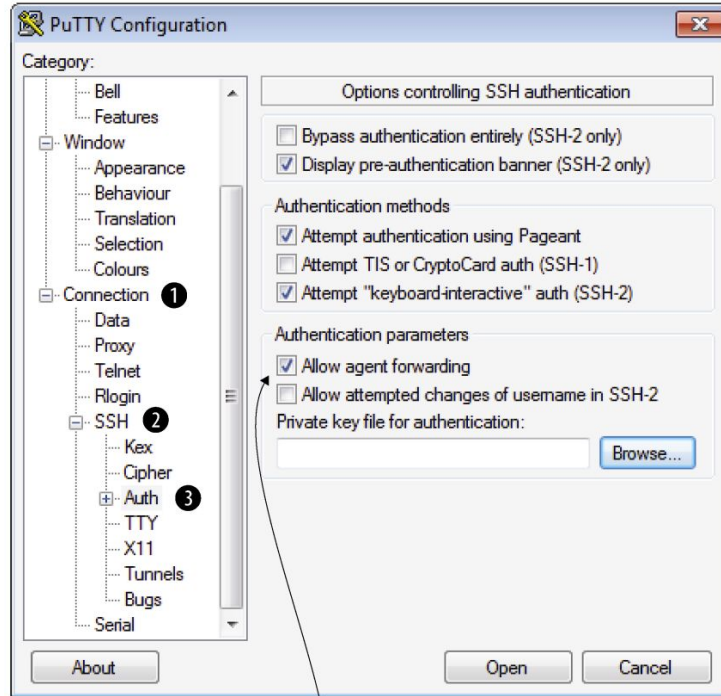 PuTTY Configuration
Category:
Bell
Features
Window
Appearance
Behaviour
Translation
Selection
Colours
Connection 1
Data
Proxy
Telnet
Rlogin
SSH 2
Kex
Cipher
Auth 3
TTY
X11
Tunnels
Bugs
Serial
Options controlling SSH authentication
Bypass authentication entirely (SSH-2 only)
Display pre-authentication banner (SSH-2 only)
Authentication methods
Attempt authentication using Pageant
Attempt TIS or CryptoCard auth (SSH-1)
Attempt "keyboard-interactive" auth (SSH-2)
Authentication parameters
Allow agent forwarding
Allow attempted changes of username in SSH-2
Private key file for authentication:
Browse...
About
Open
Cancel